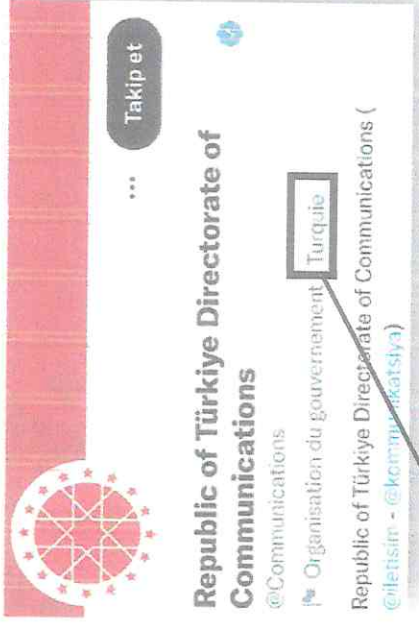 Takip et
...
Republic of Türkiye Directorate of
Communications
@Communications
Organisation du gouvernement Turquie
Republic of Türkiye Directorate of Communications (
@iletisim - @kommunikatsiya)